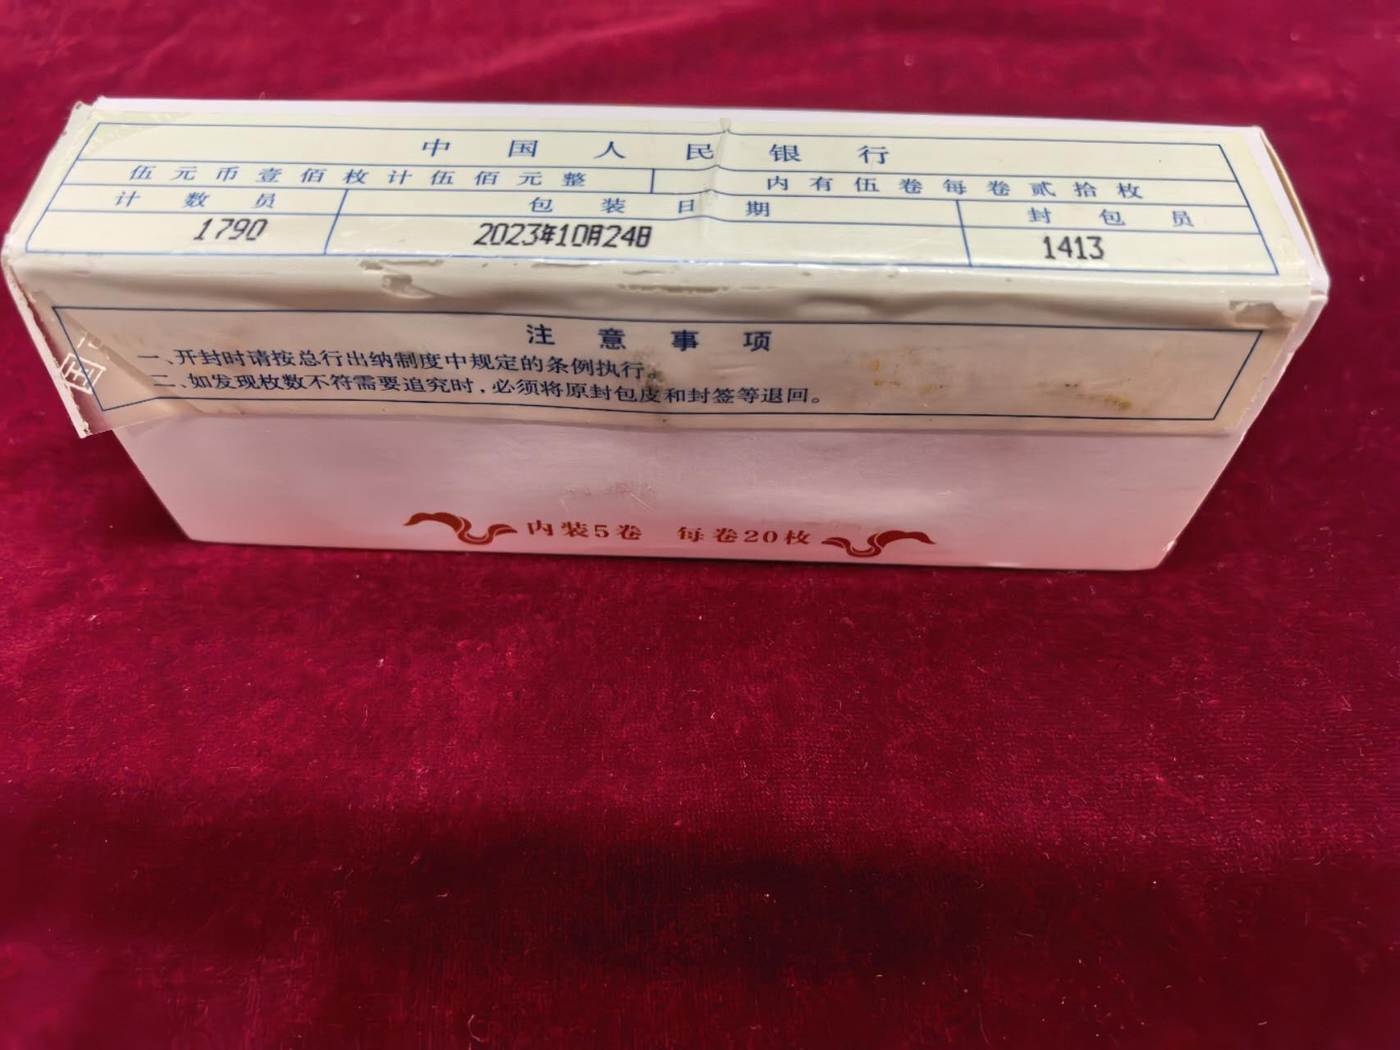 中国人民银行
伍元币壹佰枚计伍佰元整 内有伍卷每卷贰拾枚
计数员 包装日期 封包员
1790 2023年10月24日 1413
注意事项
一、开封时请按总行出纳制度中规定的条例执行。
二、如发现枚数不符需要追究时，必须将原封包皮和封签等退回。
内装5卷 每卷20枚